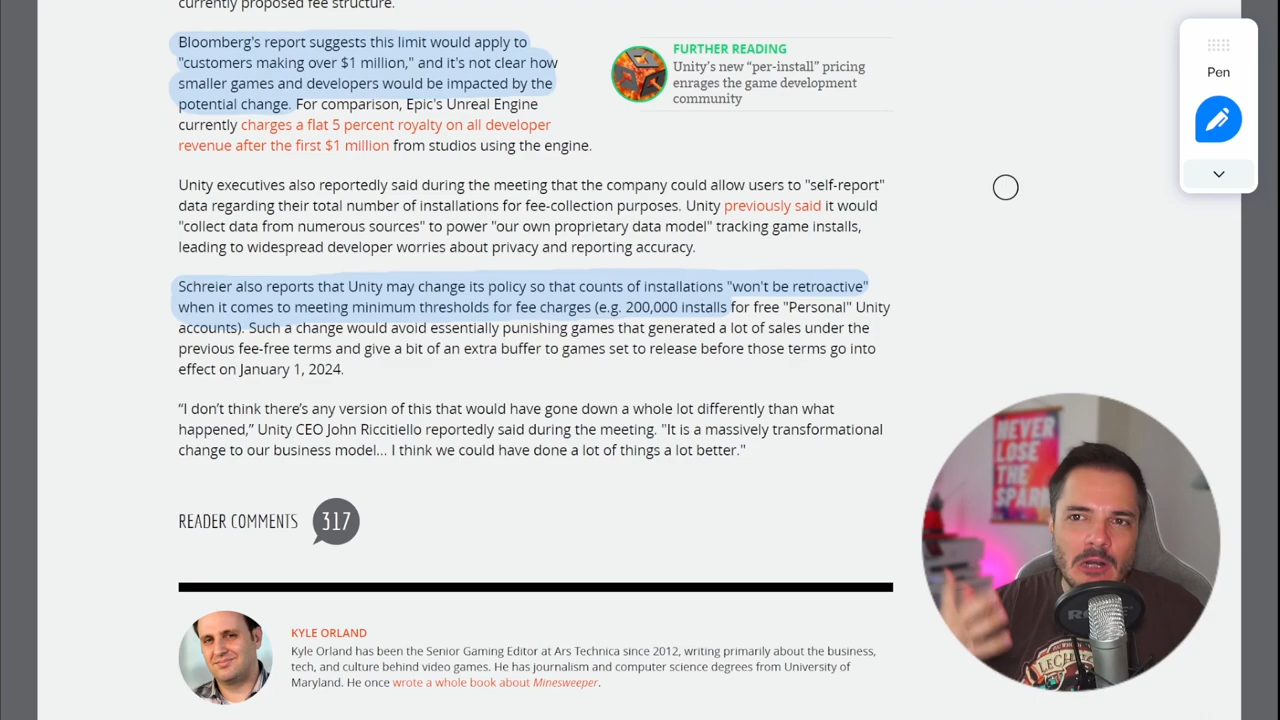 currently proposed fee structure.
Bloomberg's report suggests this limit would apply to
"customers making over $1 million," and it's not clear how
smaller games and developers would be impacted by the
potential change. For comparison, Epic's Unreal Engine
currently charges a flat 5 percent royalty on all developer
revenue after the first $1 million from studios using the engine.
FURTHER READING
Unity's new “per-install” pricing
enrages the game development
community
Unity executives also reportedly said during the meeting that the company could allow users to "self-report"
data regarding their total number of installations for fee-collection purposes. Unity previously said it would
"collect data from numerous sources" to power "our own proprietary data model" tracking game installs,
leading to widespread developer worries about privacy and reporting accuracy.
Schreier also reports that Unity may change its policy so that counts of installations "won't be retroactive"
when it comes to meeting minimum thresholds for fee charges (e.g. 200,000 installs for free "Personal" Unity
accounts). Such a change would avoid essentially punishing games that generated a lot of sales under the
previous fee-free terms and give a bit of an extra buffer to games set to release before those terms go into
effect on January 1, 2024.
“I don’t think there’s any version of this that would have gone down a whole lot differently than what
happened,” Unity CEO John Riccitiello reportedly said during the meeting. "It is a massively transformational
change to our business model... I think we could have done a lot of things a lot better."
READER COMMENTS 317
KYLE ORLAND
Kyle Orland has been the Senior Gaming Editor at Ars Technica since 2012, writing primarily about the business,
tech, and culture behind video games. He has journalism and computer science degrees from University of
Maryland. He once wrote a whole book about Minesweeper.
Pen
NEVER
LOSE
THE
SPARK